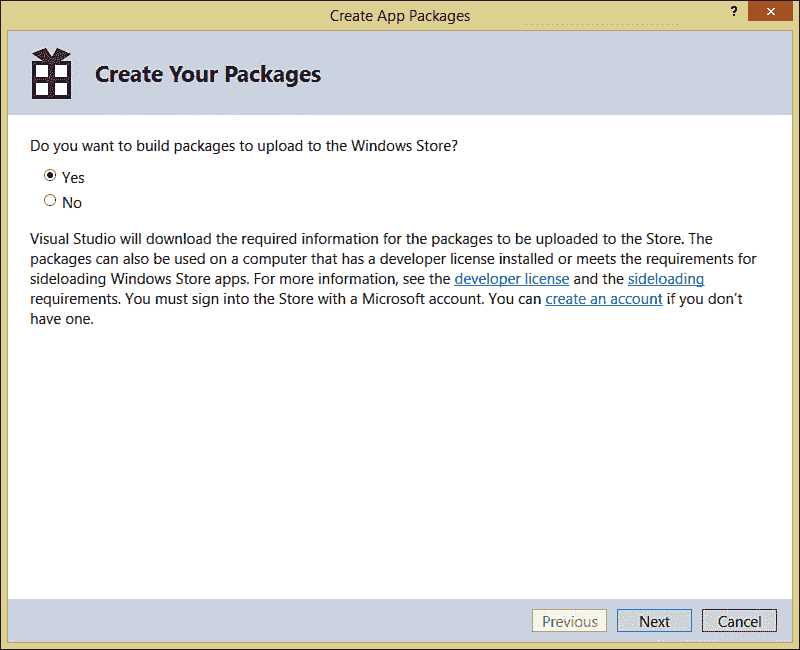 Create App Packages
?
Create Your Packages
Do you want to build packages to upload to the Windows Store?
Yes
No
Visual Studio will download the required information for the packages to be uploaded to the Store. The
packages can also be used on a computer that has a developer license installed or meets the requirements for
sideloading Windows Store apps. For more information, see the developer license and the sideloading
requirements. You must sign into the Store with a Microsoft account. You can create an account if you don’t
have one.
Previous
Next
Cancel